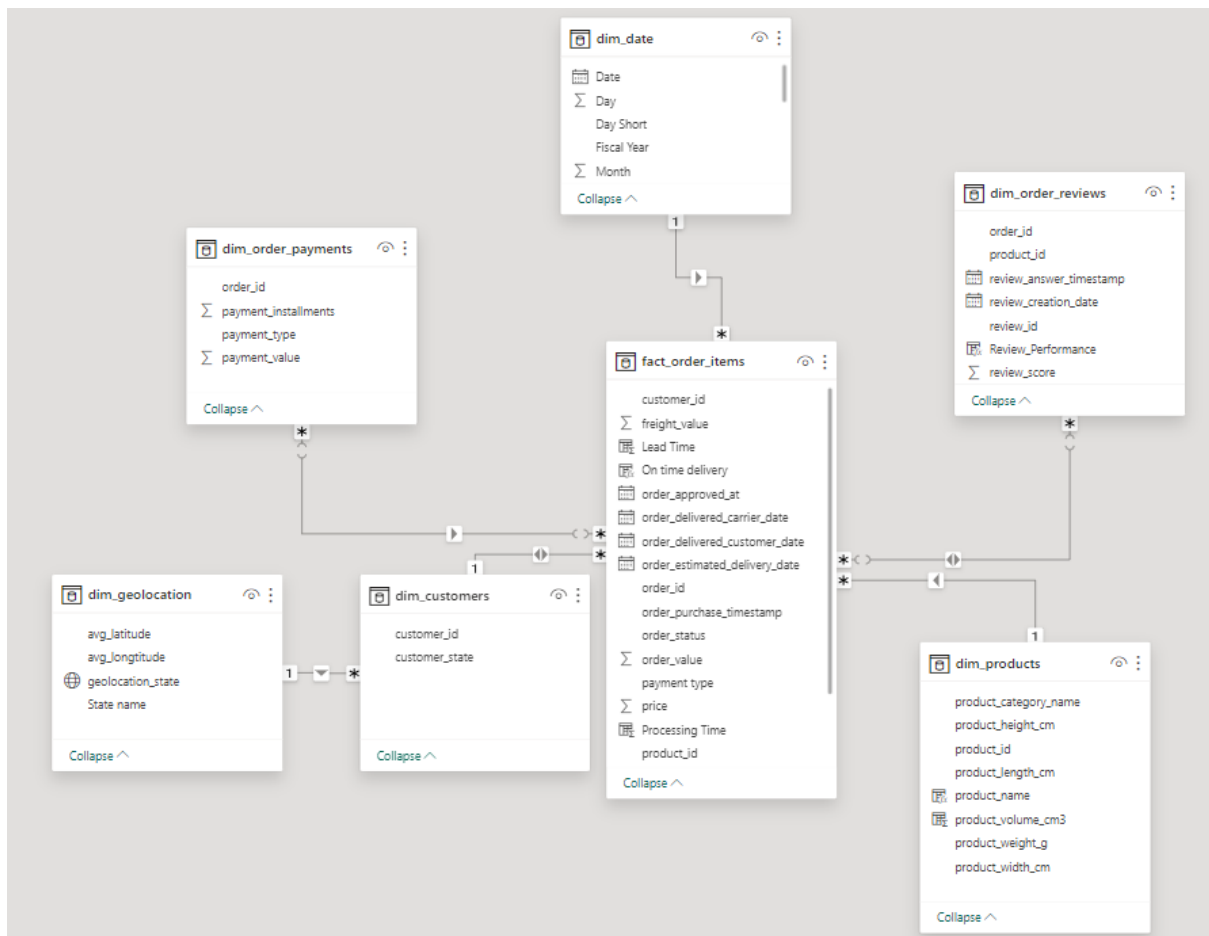 dim_date
Date
Day
Day Short
Fiscal Year
Month
Collapse
1
*
dim_order_payments
order_id
payment_installments
payment_type
payment_value
Collapse
*
*
dim_order_reviews
order_id
product_id
review_answer_timestamp
review_creation_date
review_id
Review_Performance
review_score
Collapse
*
*
fact_order_items
customer_id
freight_value
Lead Time
On time delivery
order_approved_at
order_delivered_carrier_date
order_delivered_customer_date
order_estimated_delivery_date
order_id
order_purchase_timestamp
order_status
order_value
payment type
price
Processing Time
product_id
Collapse
dim_geolocation
avg_latitude
avg_longtitude
geolocation_state
State name
Collapse
1
*
dim_customers
customer_id
customer_state
Collapse
1
*
dim_products
product_category_name
product_height_cm
product_id
product_length_cm
product_name
product_volume_cm3
product_weight_g
product_width_cm
Collapse
1
*